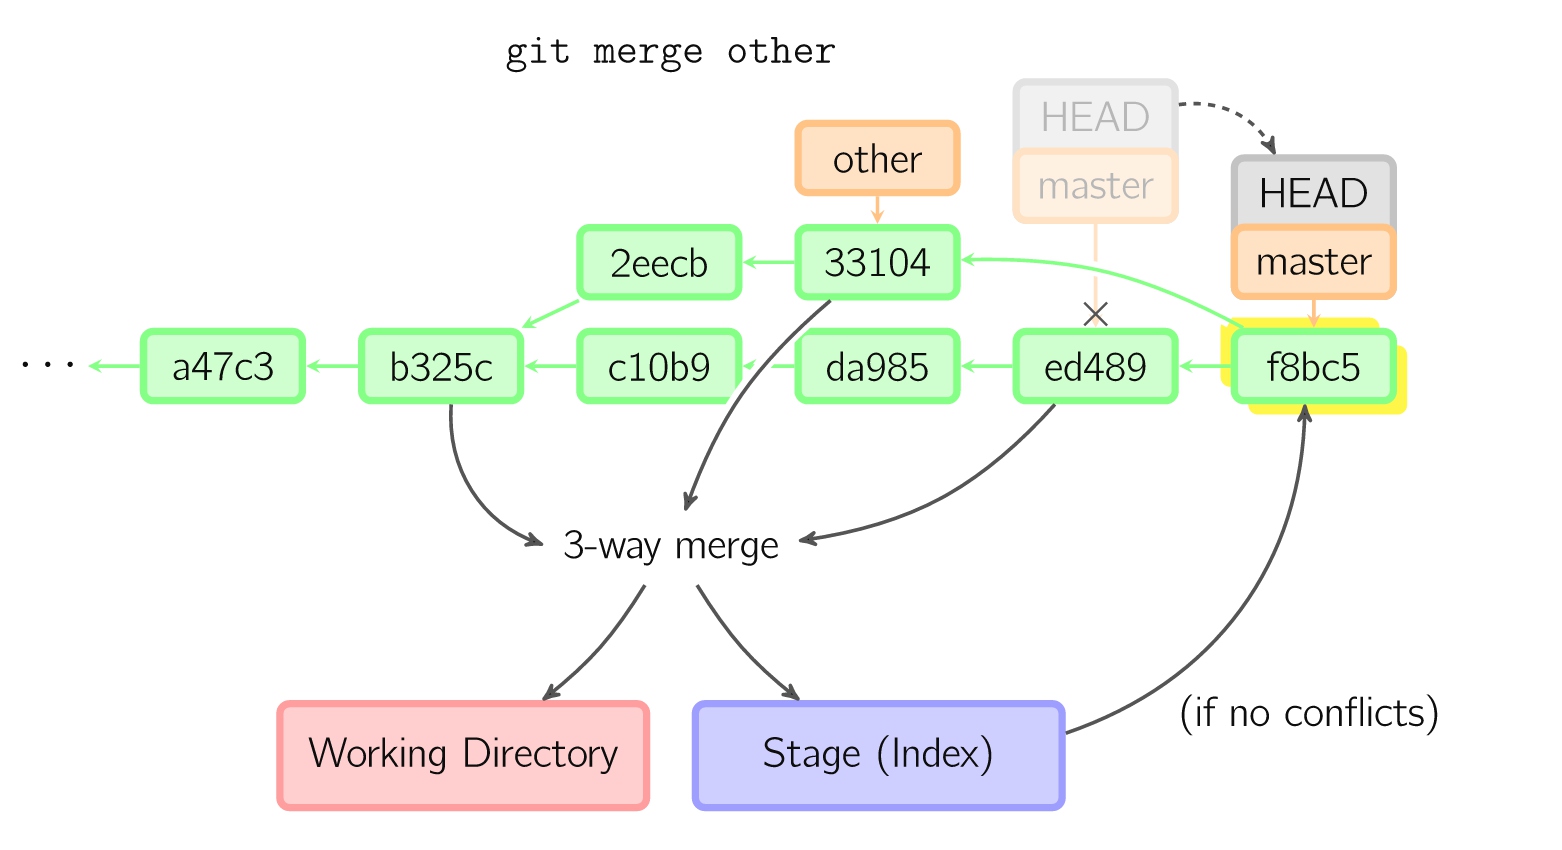 git merge other
HEAD
other
master
HEAD
2eecb
33104
master
... a47c3 b325c c10b9 da985 ed489 f8bc5
3-way merge
(if no conflicts)
Working Directory
Stage (Index)